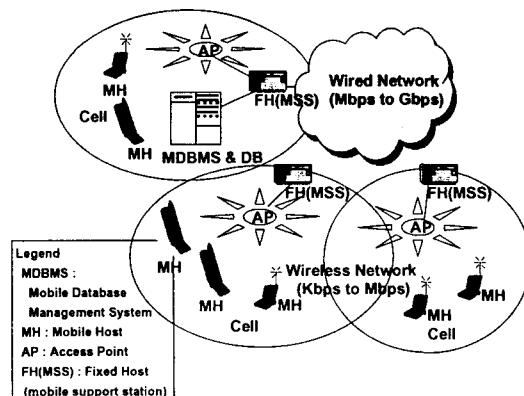 AP
MH
FH(MSS)
Wired Network
(Mbps to Gbps)
Cell
MH
MDBMS & DB
FH(MSS)
FH(MSS)
AP
AP
MH
MH
Wireless Network
(Kbps to Mbps)
MH
MH
MH
Cell
Cell
Legend
MDBMS :
Mobile Database
Management System
MH : Mobile Host
AP : Access Point
FH(MSS) : Fixed Host
(mobile support station)